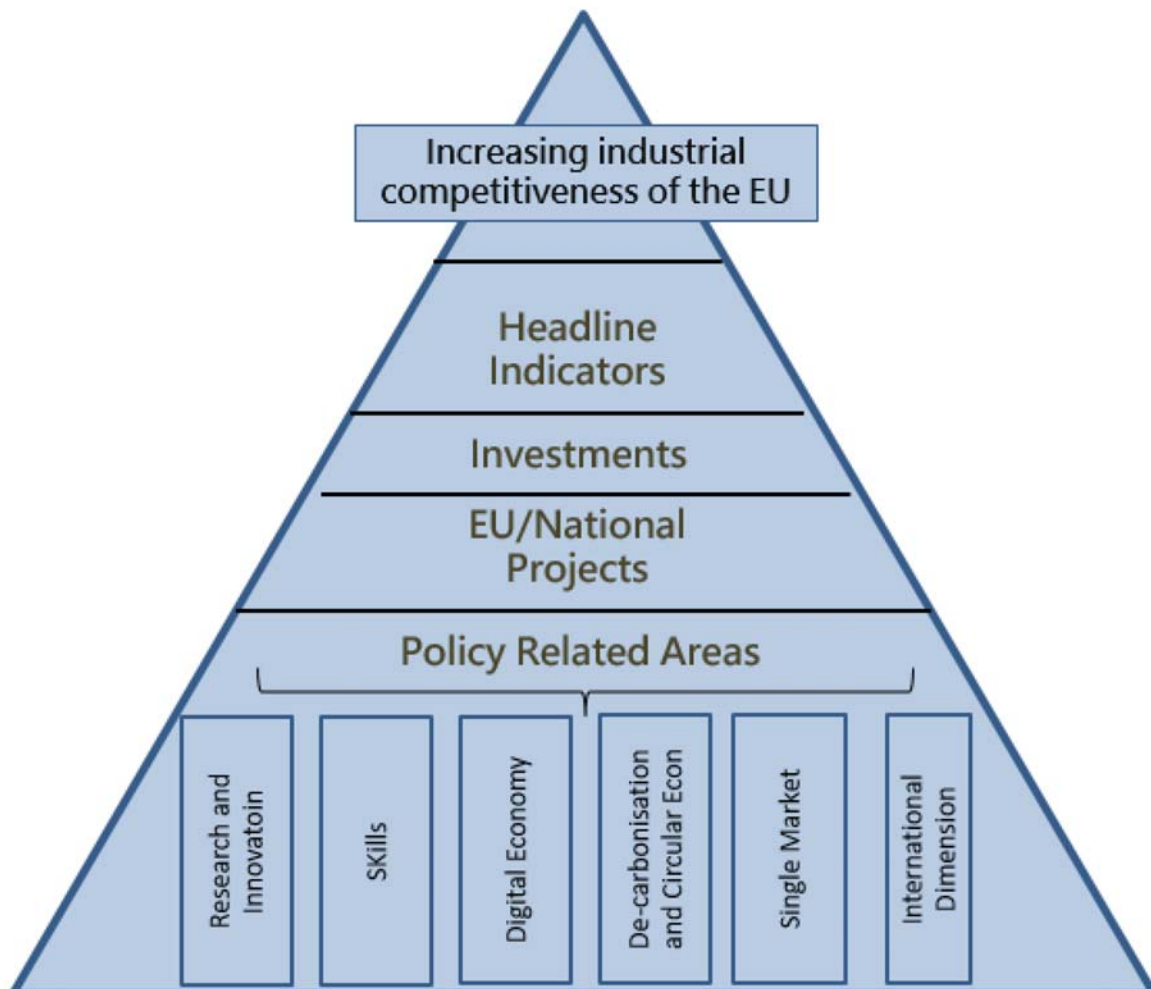 Increasing industrial
competitiveness of the EU
Headline
Indicators
Investments
EU/National
Projects
Policy Related Areas
Research and
Innovatoin
SKills
Digital Economy
De-carbonisation
and Circular Econ
Single Market
International
Dimension